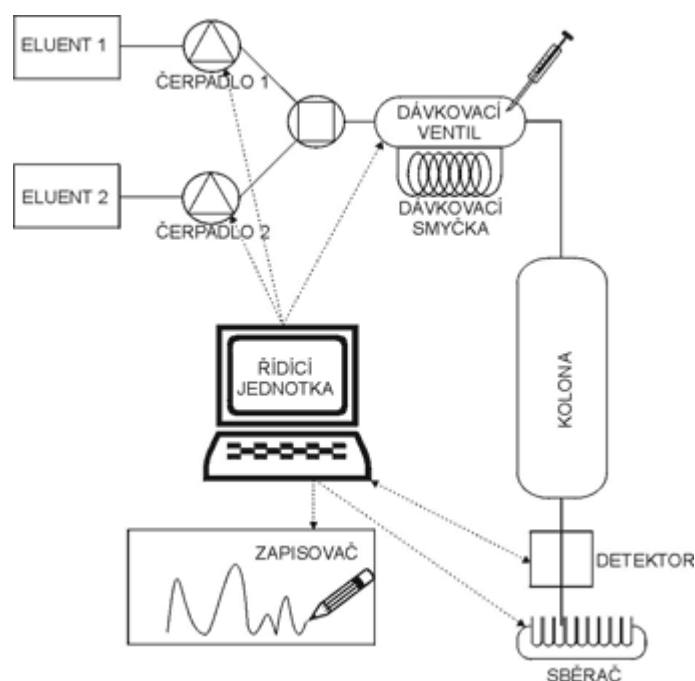 ELUENT 1
ČERPADLO 1
DÁVKOVACÍ
VENTIL
ELUENT 2
ČERPADLO 2
DÁVKOVACÍ
SMYČKA
ŘÍDÍCÍ
JEDNOTKA
KOLONA
ZAPISOVAČ
DETEKTOR
SBĚRAČ